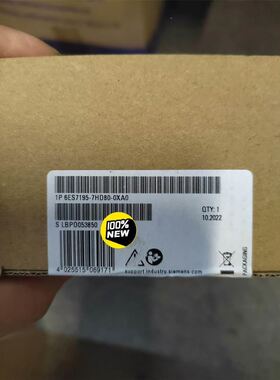 1P 6ES7195-7HD80-0XA0
QTY: 1
10.2022
S LBPD053850
100%
NEW
4 025515 069171
support.industry.siemens.com
PACKAGING